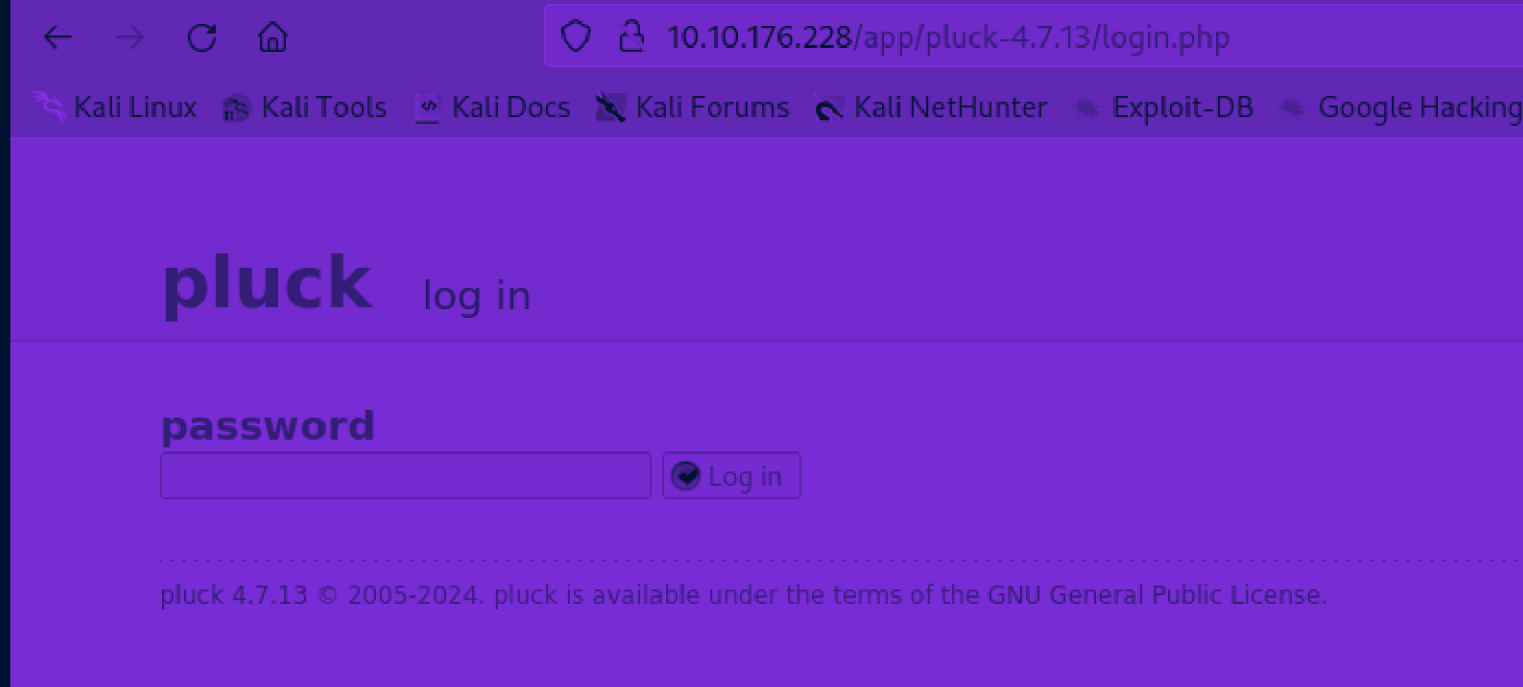 10.10.176.228/app/pluck-4.7.13/login.php
Kali Linux Kali Tools Kali Docs Kali Forums Kali NetHunter Exploit-DB Google Hacking
pluck log in
password
Log in
pluck 4.7.13 © 2005-2024. pluck is available under the terms of the GNU General Public License.